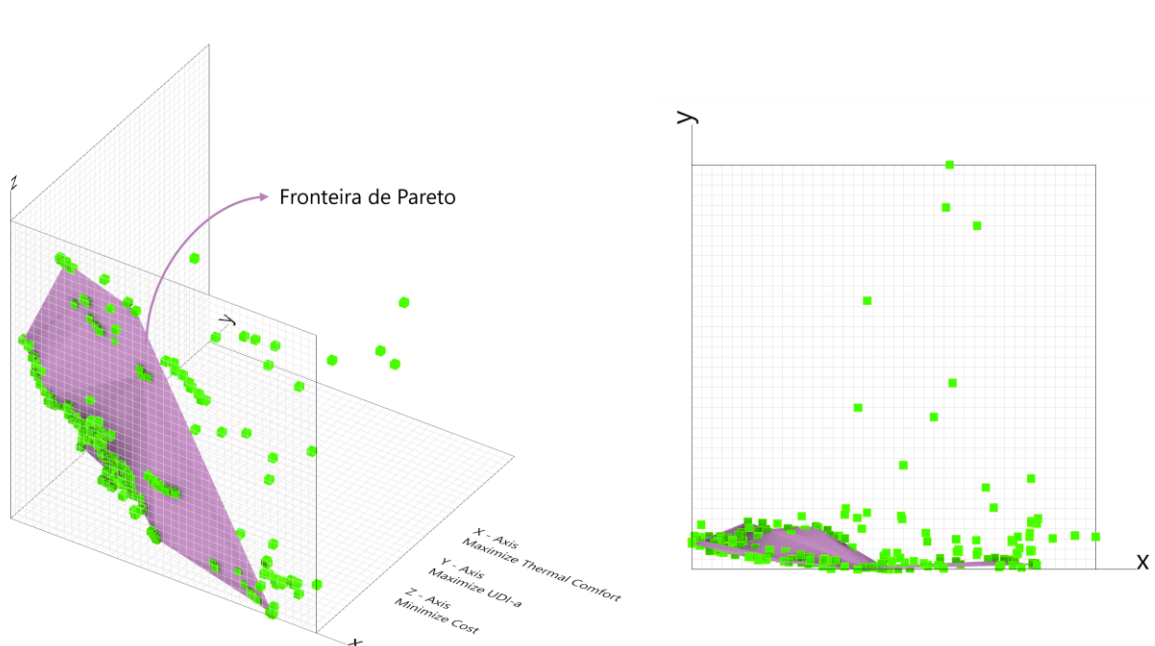 z
Fronteira de Pareto
y
X - Axis
Maximize Thermal Comfort
Y - Axis
Maximize UDI-a
Z - Axis
Minimize Cost
x
y
x